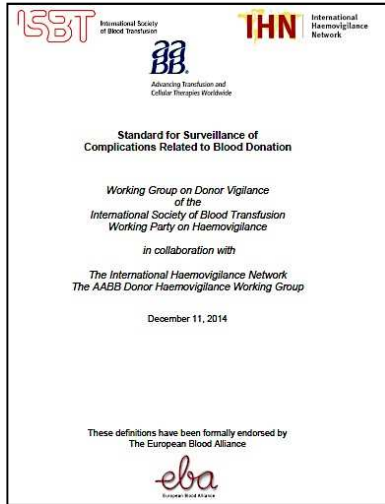 ISBT
International Society
of Blood Transfusion
IHN
International
Haemovigilance
Network
aaBB.
Advancing Transfusion and
Cellular Therapies Worldwide
Standard for Surveillance of
Complications Related to Blood Donation
Working Group on Donor Vigilance
of the
International Society of Blood Transfusion
Working Party on Haemovigilance
in collaboration with
The International Haemovigilance Network
The AABB Donor Haemovigilance Working Group
December 11, 2014
These definitions have been formally endorsed by
The European Blood Alliance
eba
European Blood Alliance